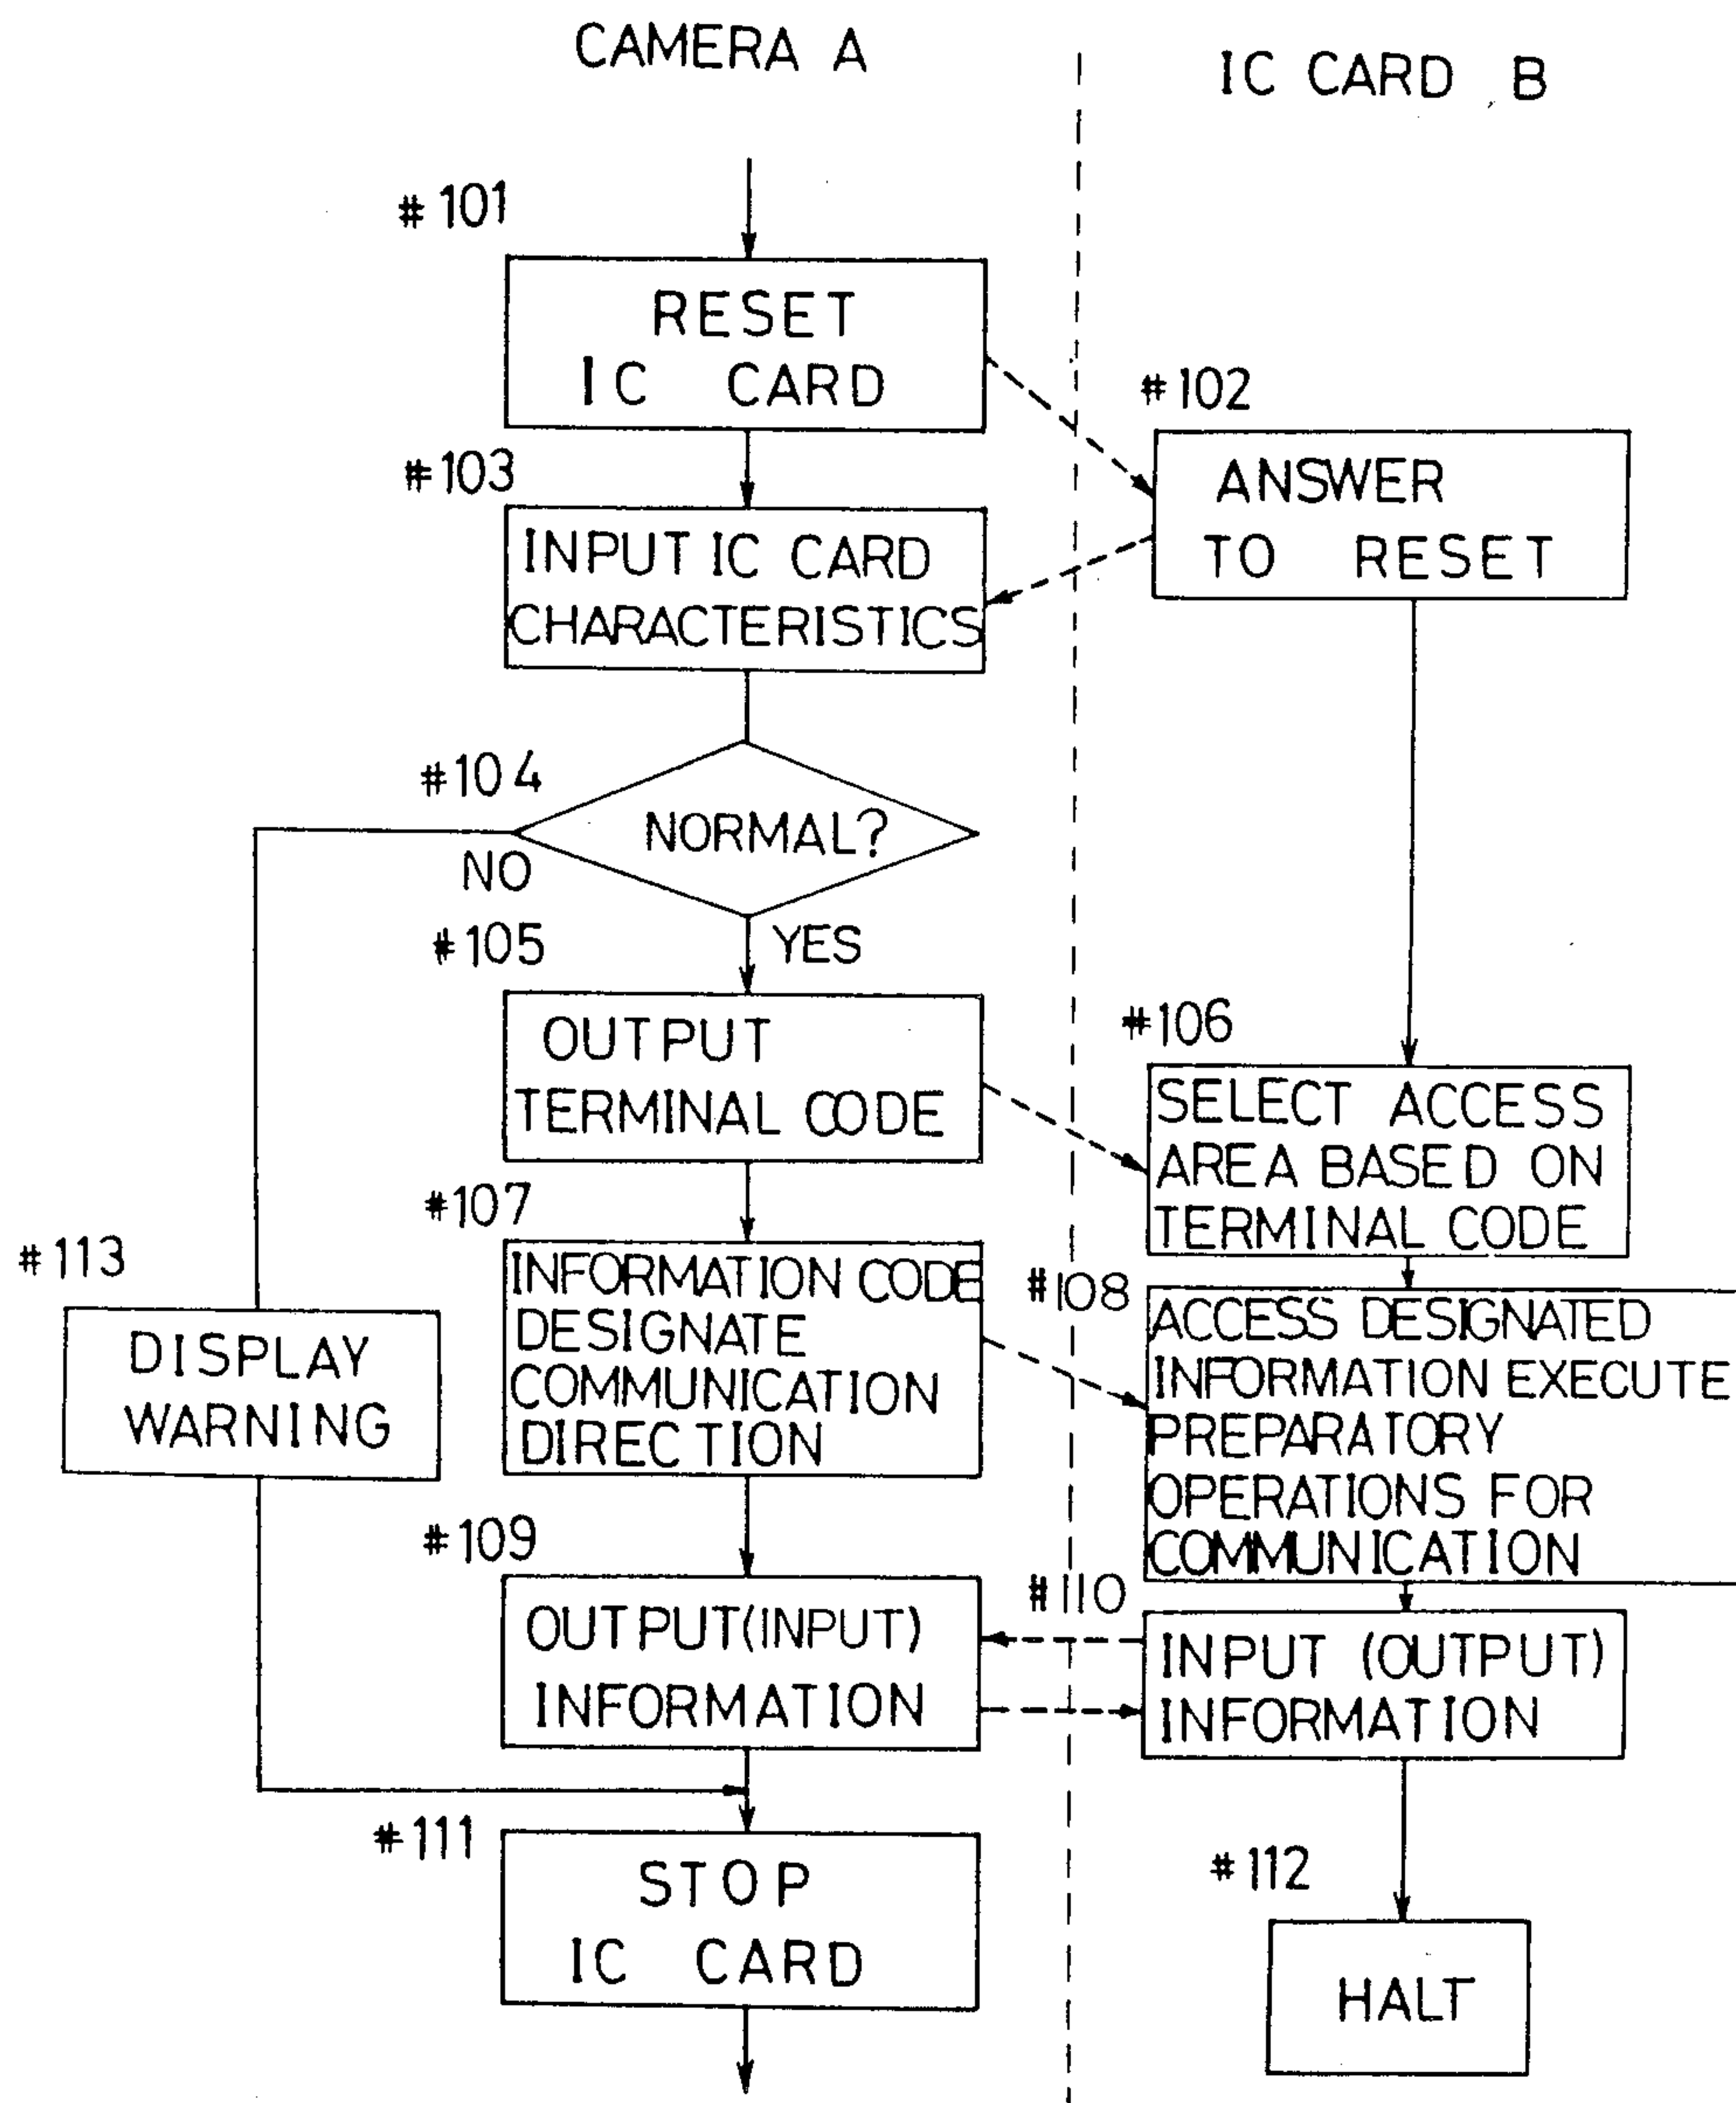 CAMERA A
IC CARD B
#101
RESET
IC CARD
#102
ANSWER
TO RESET
#103
INPUT IC CARD
CHARACTERISTICS
#104
NORMAL?
NO
YES
#105
OUTPUT
TERMINAL CODE
#106
SELECT ACCESS
AREA BASED ON
TERMINAL CODE
#107
INFORMATION CODE
DESIGNATE
COMMUNICATION
DIRECTION
#108
ACCESS DESIGNATED
INFORMATION EXECUTE
PREPARATORY
OPERATIONS FOR
COMMUNICATION
#113
DISPLAY
WARNING
#109
OUTPUT(INPUT)
INFORMATION
#110
INPUT (OUTPUT)
INFORMATION
#111
STOP
IC CARD
#112
HALT